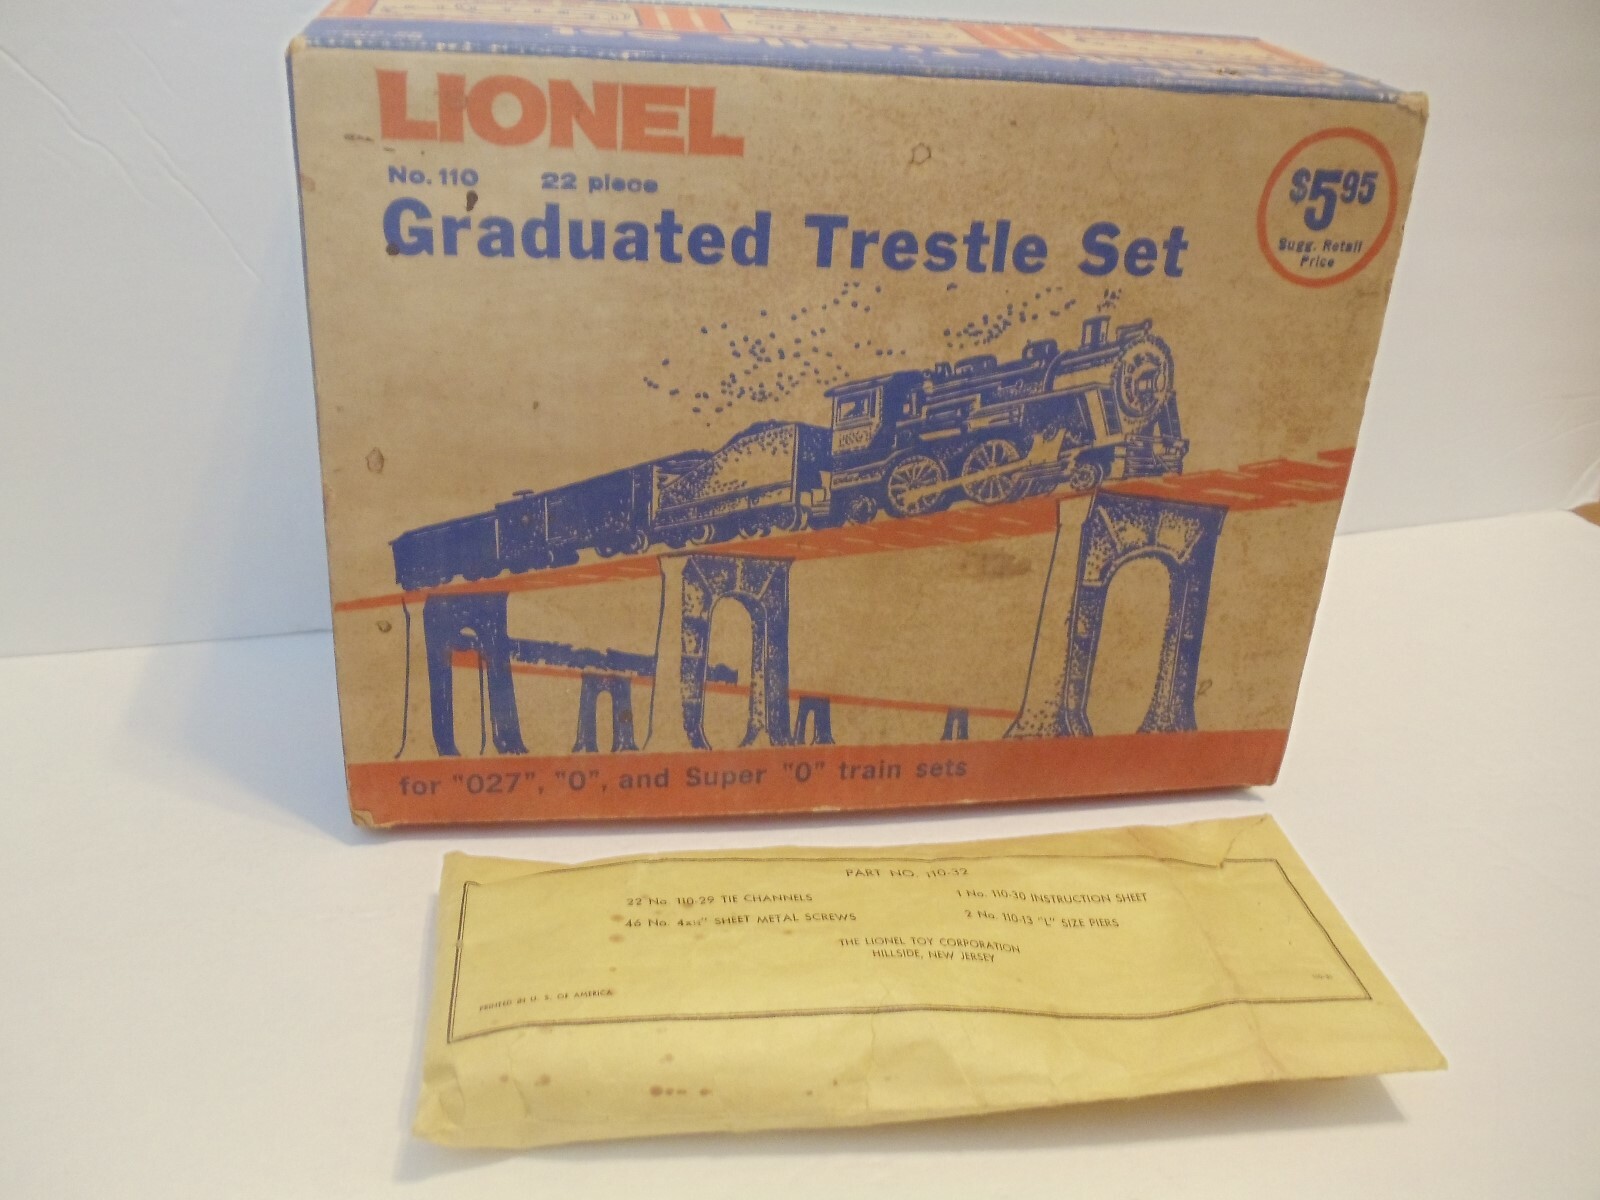 Trestle Set
LIONEL
No. 110 22 piece
Graduated Trestle Set
$5.95
Sugg. Retail
Price
for "027", "O", and Super "O" train sets
PART NO. 110-32
22 No. 110-29 TIE CHANNELS
46 No. 4x½" SHEET METAL SCREWS
1 No. 110-30 INSTRUCTION SHEET
2 No. 110-13 "L" SIZE PIERS
THE LIONEL TOY CORPORATION
HILLSIDE, NEW JERSEY
PRINTED IN U. S. OF AMERICA